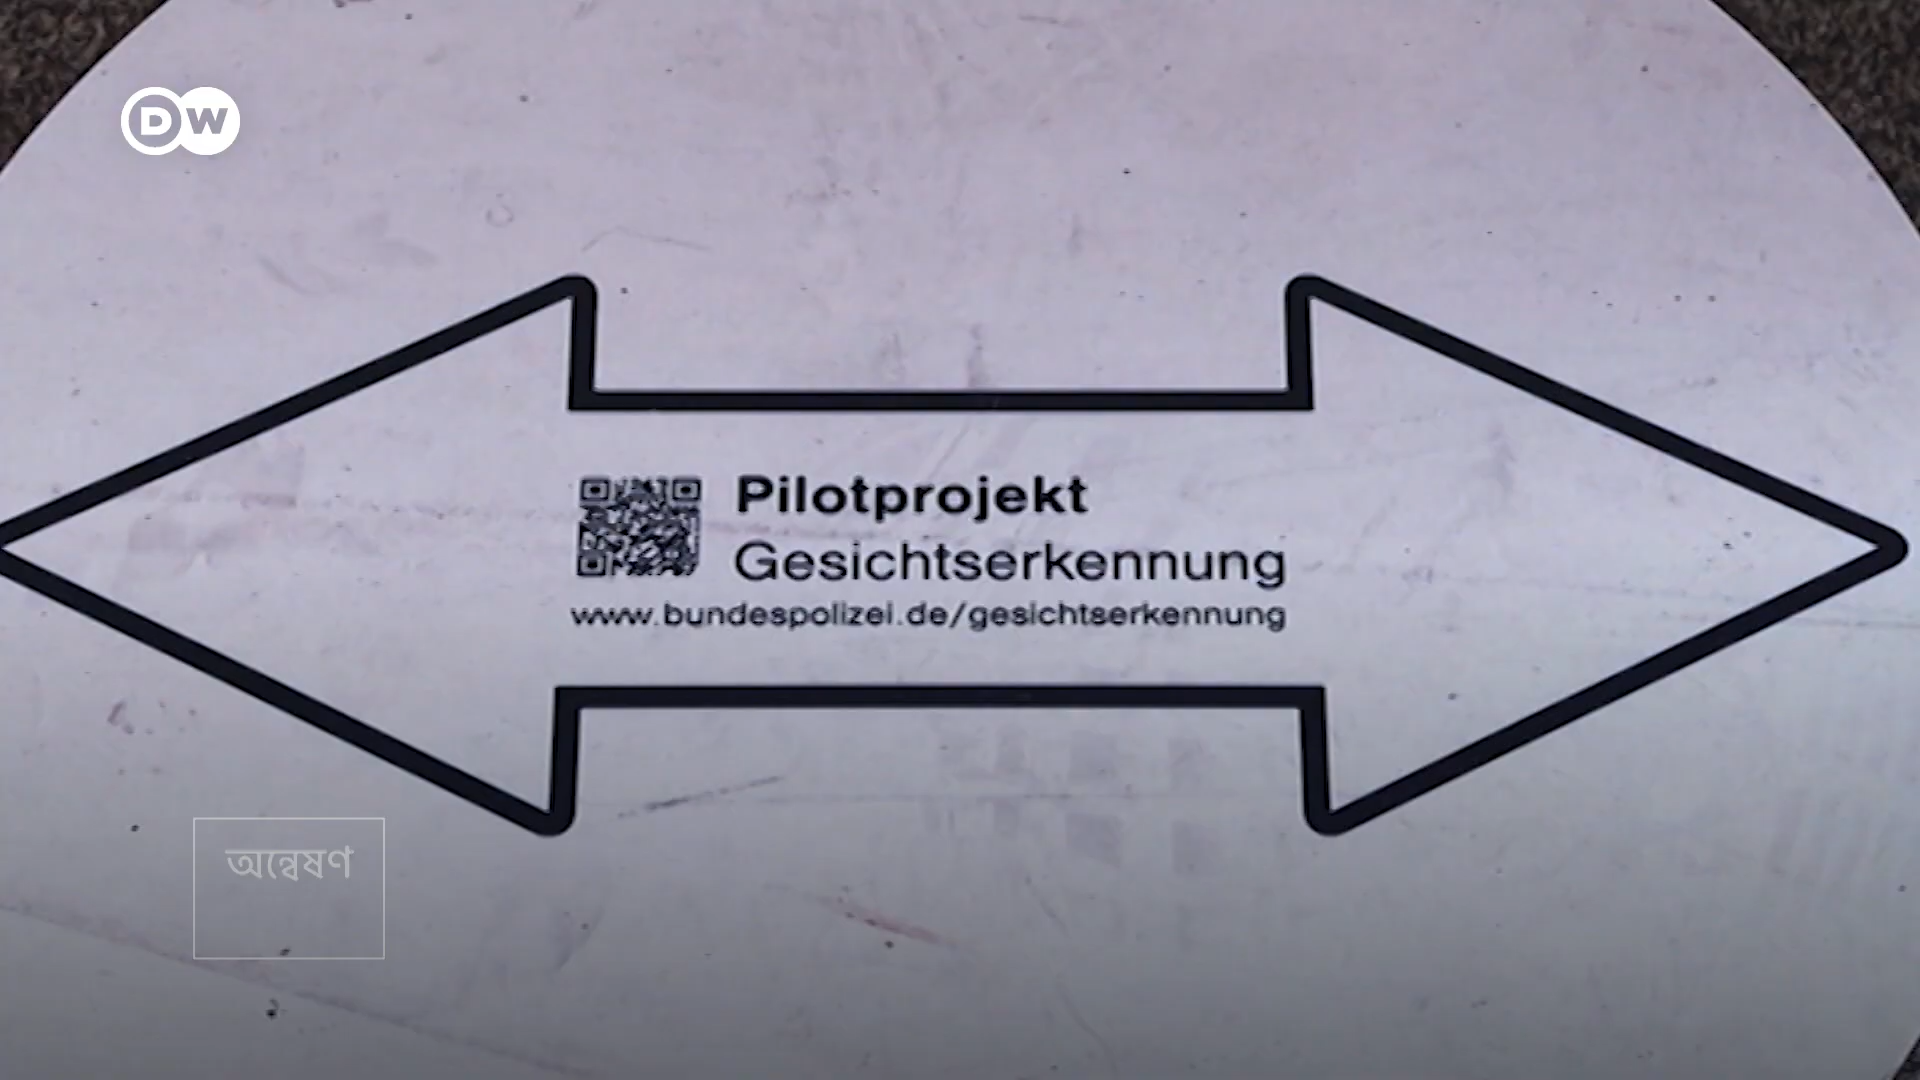 DW
Pilotprojekt
Gesichtserkennung
www.bundespolizei.de/gesichtserkennung
অন্বেষণ